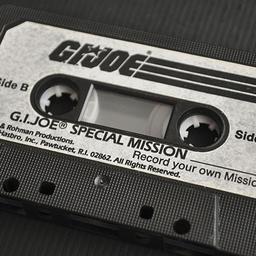 G.I.JOE
Side B
Side
G.I.JOE® SPECIAL MISSION
Record your own Missio
& Rohman Productions.
Hasbro, Inc., Pawtucket, R.I. 02862. All Rights Reserved.